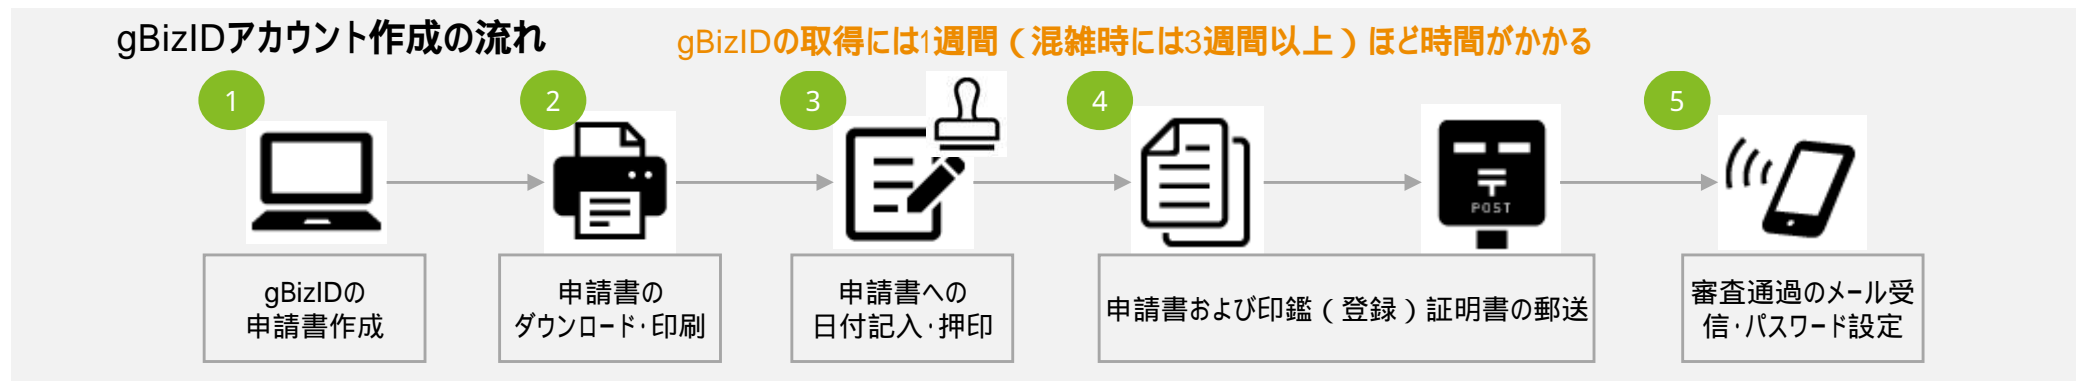 gBizIDアカウント作成の流れ
gBizIDの取得には1週間（混雑時には3週間以上）ほど時間がかかる
1
2
3
4
5
POST
gBizIDの
申請書作成
申請書の
ダウンロード・印刷
申請書への
日付記入・押印
申請書および印鑑（登録）証明書の郵送
審査通過のメール受
信・パスワード設定